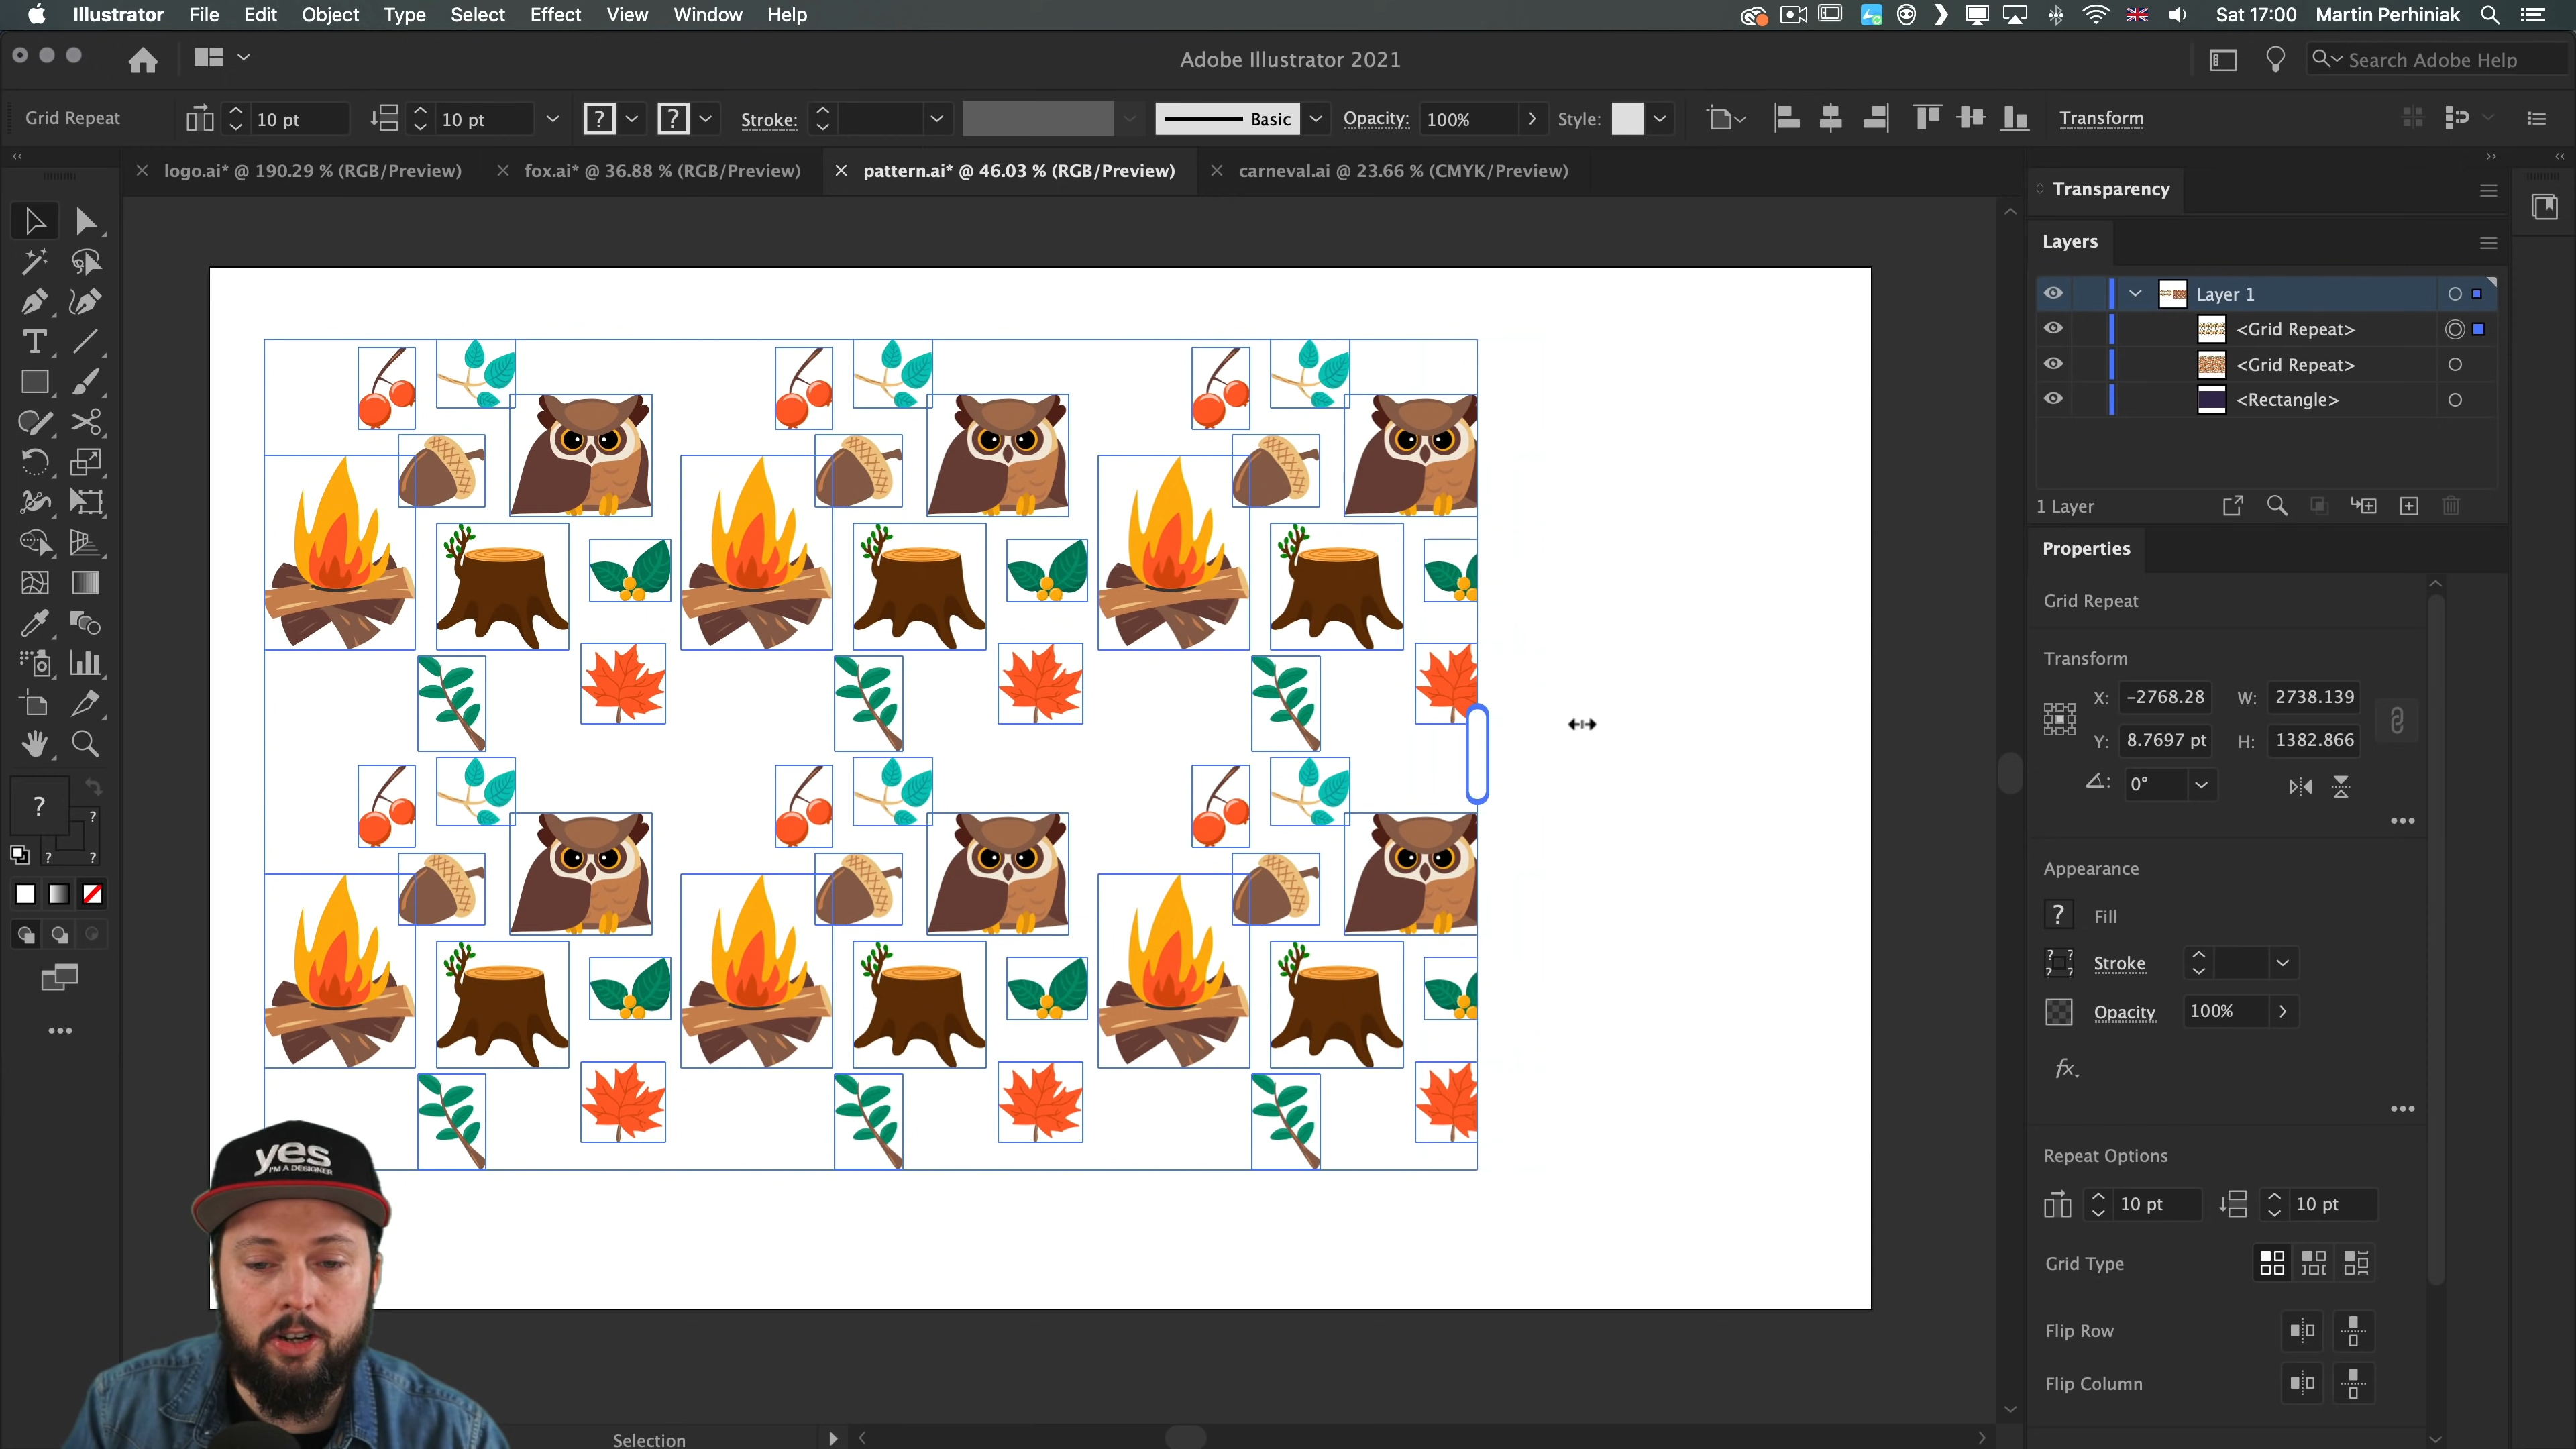 Illustrator File Edit Object Type Select Effect View Window Help
Sat 17:00 Martin Perhiniak
Adobe Illustrator 2021
Search Adobe Help
Grid Repeat 10 pt 10 pt ? ? Stroke: Basic Opacity: 100% Style: Transform
logo.ai* @ 190.29 % (RGB/Preview) fox.ai* @ 36.88 % (RGB/Preview) pattern.ai* @ 46.03 % (RGB/Preview) carneval.ai @ 23.66 % (CMYK/Preview)
Transparency
Layers
Layer 1
<Grid Repeat>
<Grid Repeat>
<Rectangle>
1 Layer
Properties
Grid Repeat
Transform
X: -2768.28 W: 2738.139
Y: 8.7697 pt H: 1382.866
0°
Appearance
? Fill
? ? ? ? Stroke
Opacity 100%
fx.
Repeat Options
10 pt 10 pt
Grid Type
Flip Row
Flip Column
? ? ? ?
yes
I'M A DESIGNER
Selection